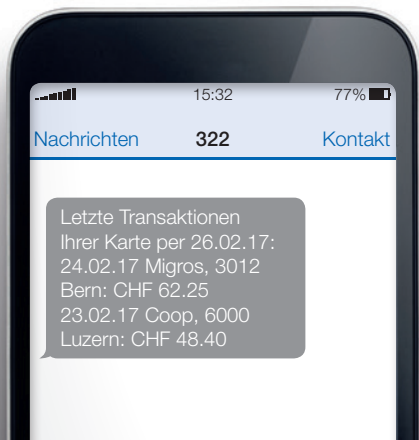 15:32 77%
Nachrichten 322 Kontakt
Letzte Transaktionen
Ihrer Karte per 26.02.17:
24.02.17 Migros, 3012
Bern: CHF 62.25
23.02.17 Coop, 6000
Luzern: CHF 48.40